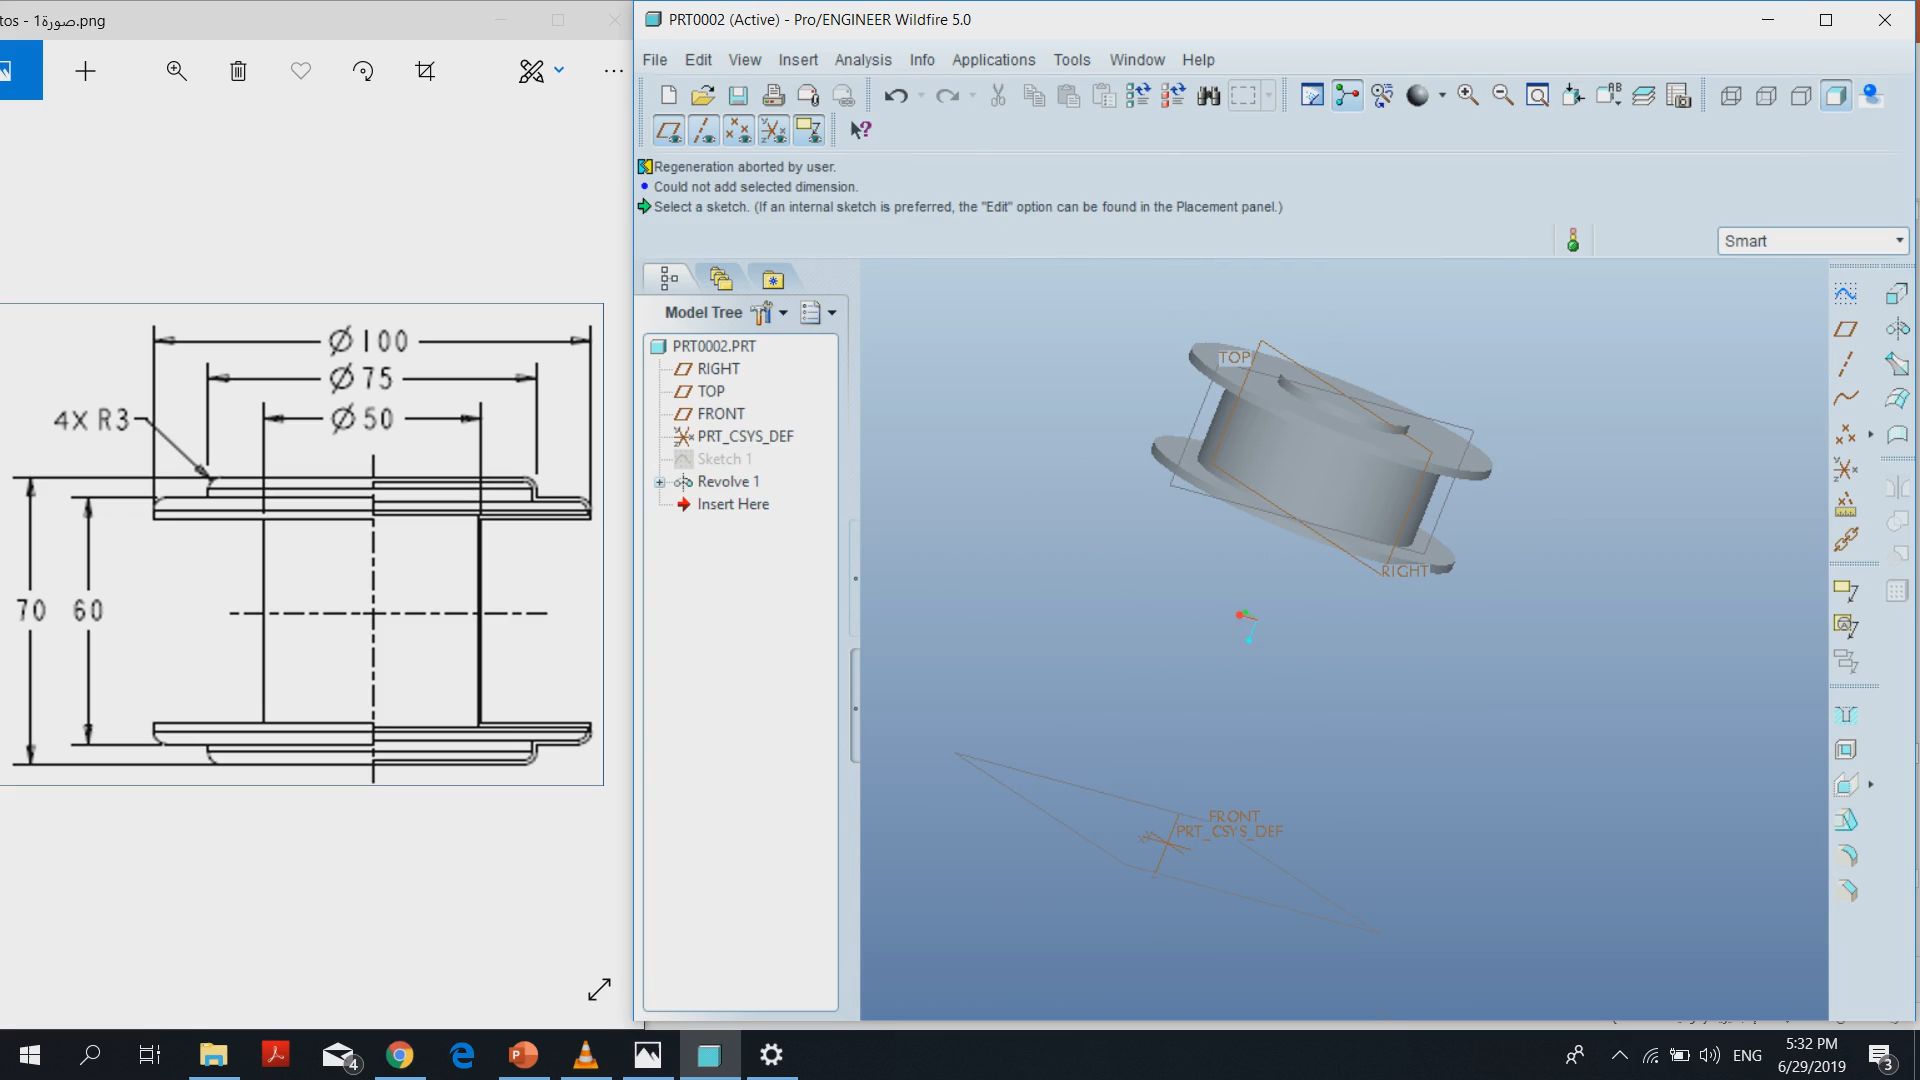 tos - صورة1.png
Ø100
Ø75
Ø50
4X R3
70
60
PRT0002 (Active) - Pro/ENGINEER Wildfire 5.0
File Edit View Insert Analysis Info Applications Tools Window Help
Regeneration aborted by user.
Could not add selected dimension.
Select a sketch. (If an internal sketch is preferred, the "Edit" option can be found in the Placement panel.)
Smart
Model Tree
PRT0002.PRT
RIGHT
TOP
FRONT
PRT_CSYS_DEF
Sketch 1
Revolve 1
Insert Here
TOP
RIGHT
FRONT
PRT_CSYS_DEF
4
ENG
5:32 PM
6/29/2019
3